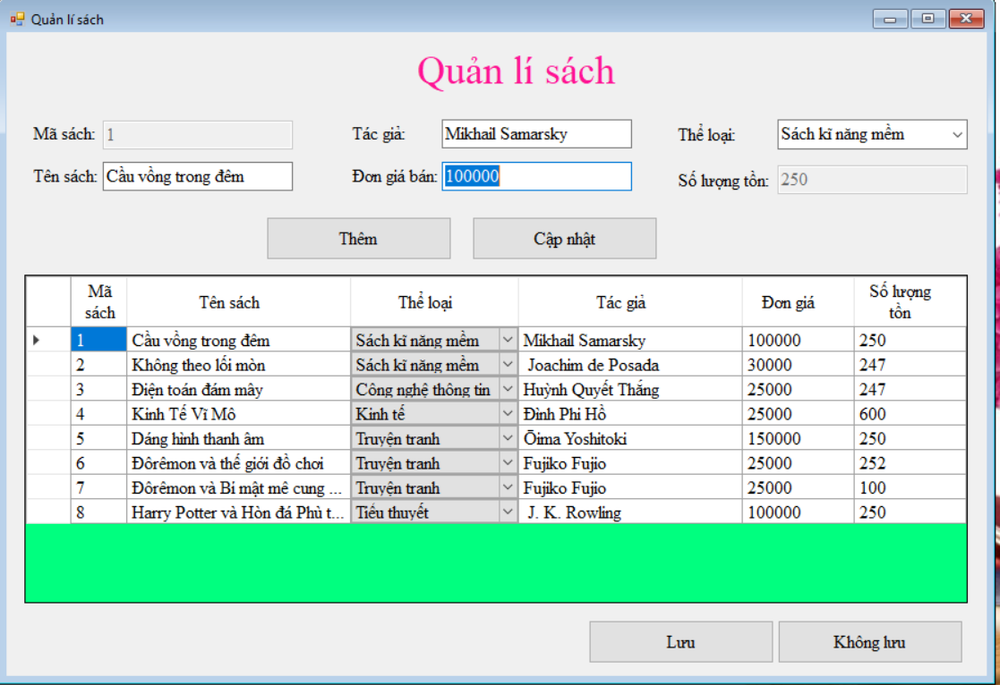 Quản lí sách
Quản lí sách
Mã sách: 1 Tác giả: Mikhail Samarsky Thể loại: Sách kĩ năng mềm
Tên sách: Cầu vồng trong đêm Đơn giá bán: 100000 Số lượng tồn: 250
Thêm Cập nhật
Mã sách Tên sách Thể loại Tác giả Đơn giá Số lượng tồn
1 Cầu vồng trong đêm Sách kĩ năng mềm Mikhail Samarsky 100000 250
2 Không theo lối mòn Sách kĩ năng mềm Joachim de Posada 30000 247
3 Điện toán đám mây Công nghệ thông tin Huỳnh Quyết Thắng 25000 247
4 Kinh Tế Vĩ Mô Kinh tế Đinh Phi Hổ 25000 600
5 Dáng hình thanh âm Truyện tranh Ōima Yoshitoki 150000 250
6 Đôrêmon và thế giới đồ chơi Truyện tranh Fujiko Fujio 25000 252
7 Đôrêmon và Bí mật mê cung ... Truyện tranh Fujiko Fujio 25000 100
8 Harry Potter và Hòn đá Phù t... Tiểu thuyết J. K. Rowling 100000 250
Lưu Không lưu